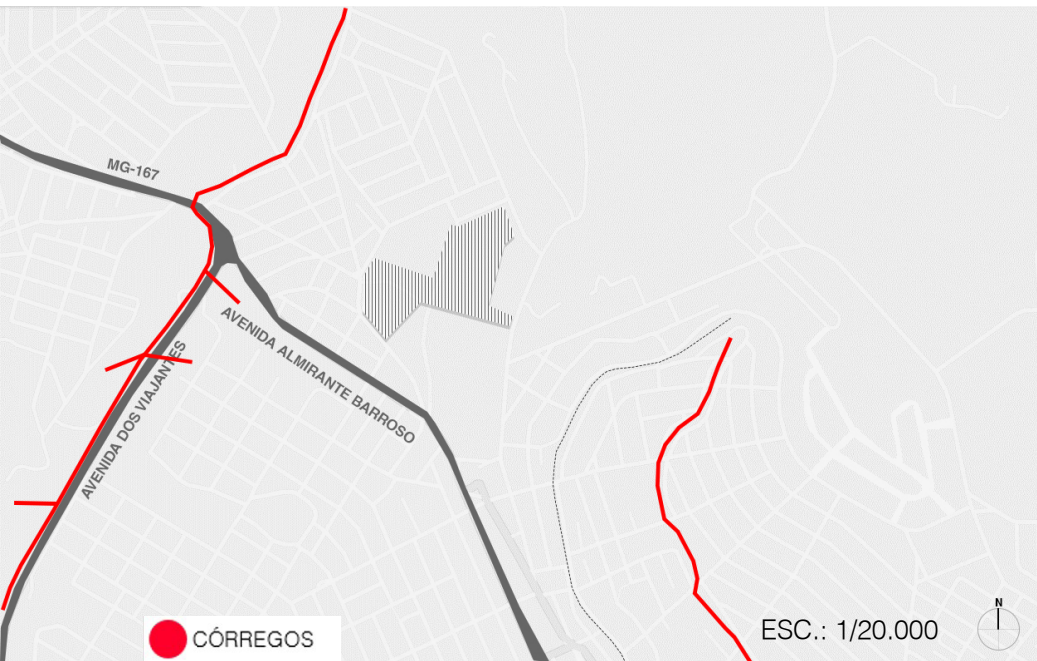 MG-167
AVENIDA ALMIRANTE BARROSO
AVENIDA DOS VIAJANTES
CÓRREGOS
ESC.: 1/20.000
N